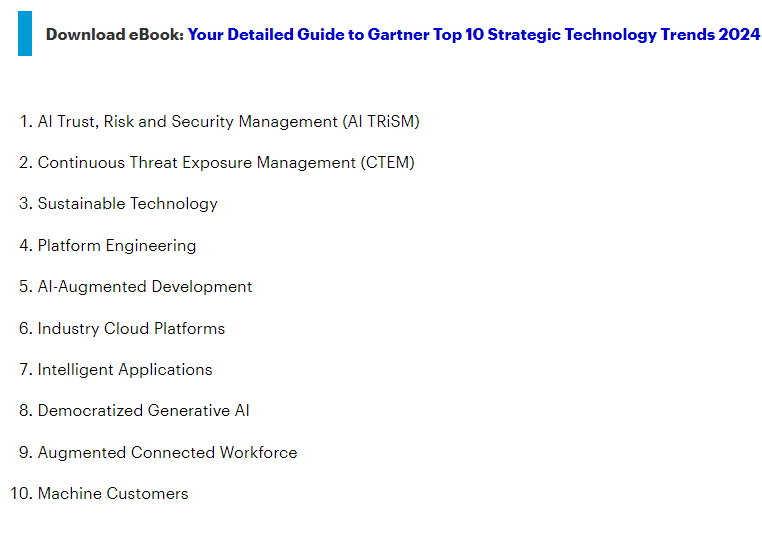 Download eBook: Your Detailed Guide to Gartner Top 10 Strategic Technology Trends 2024
1. AI Trust, Risk and Security Management (AI TRiSM)
2. Continuous Threat Exposure Management (CTEM)
3. Sustainable Technology
4. Platform Engineering
5. AI-Augmented Development
6. Industry Cloud Platforms
7. Intelligent Applications
8. Democratized Generative AI
9. Augmented Connected Workforce
10. Machine Customers